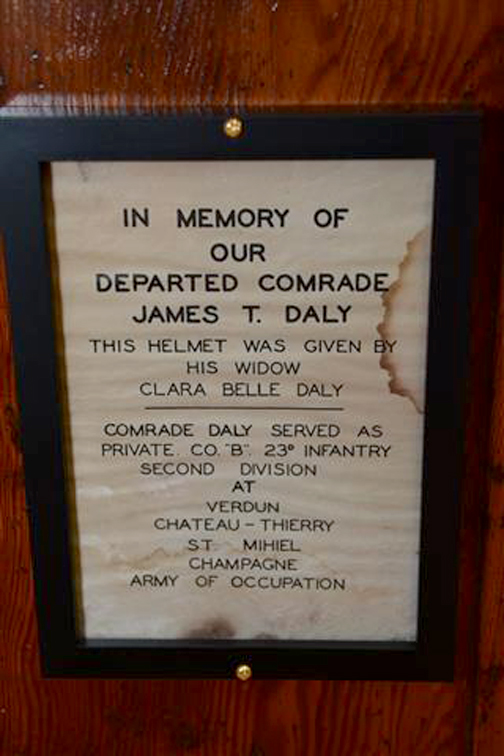 IN MEMORY OF
OUR
DEPARTED COMRADE
JAMES T. DALY
THIS HELMET WAS GIVEN BY
HIS WIDOW
CLARA BELLE DALY
COMRADE DALY SERVED AS
PRIVATE. CO. "B". 23º INFANTRY
SECOND DIVISION
AT
VERDUN
CHATEAU - THIERRY
ST. MIHIEL
CHAMPAGNE
ARMY OF OCCUPATION